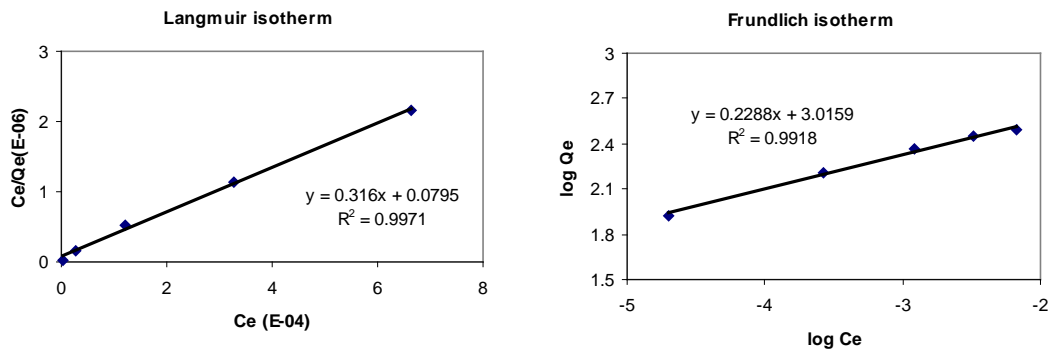 Langmuir isotherm
3
2
1
0
Ce/Qe(E-06)
y = 0.316x + 0.0795
R² = 0.9971
0 2 4 6 8
Ce (E-04)
Frundlich isotherm
3
2.7
2.4
2.1
1.8
1.5
log Qe
y = 0.2288x + 3.0159
R² = 0.9918
-5 -4 -3 -2
log Ce